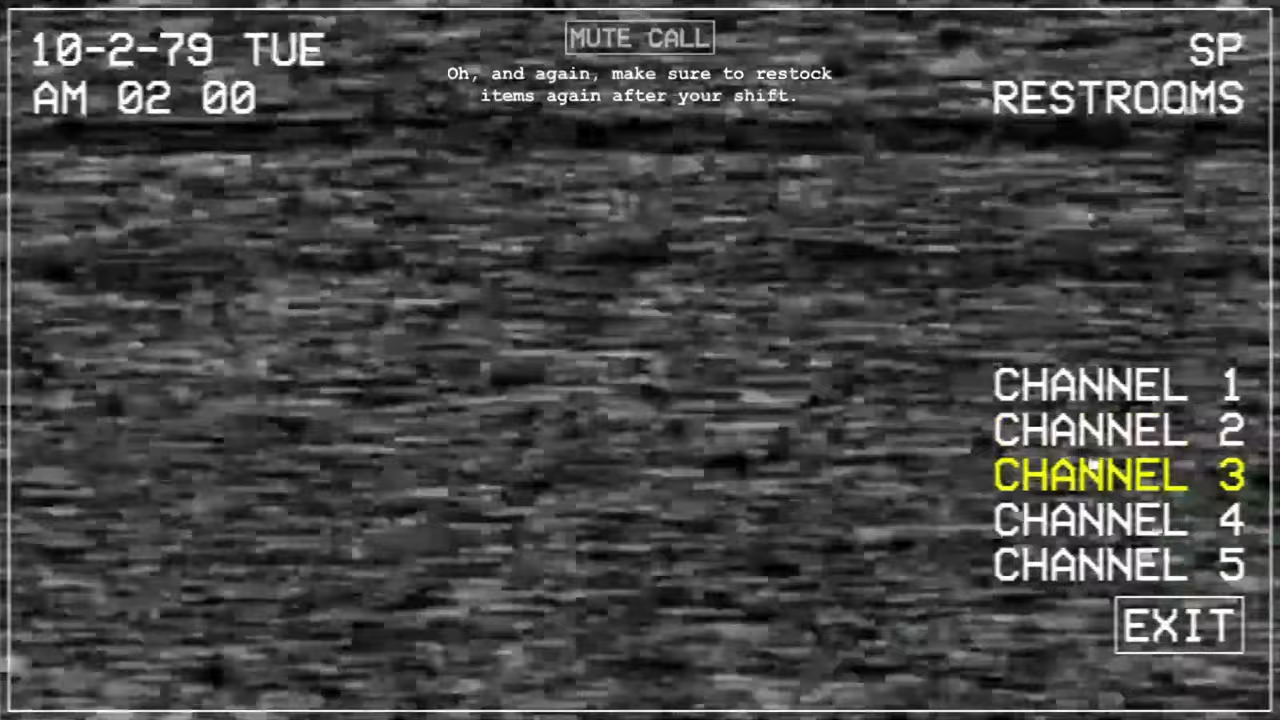 10-2-79 TUE
AM 02 00
MUTE CALL
Oh, and again, make sure to restock
items again after your shift.
SP
RESTROOMS
CHANNEL 1
CHANNEL 2
CHANNEL 3
CHANNEL 4
CHANNEL 5
EXIT